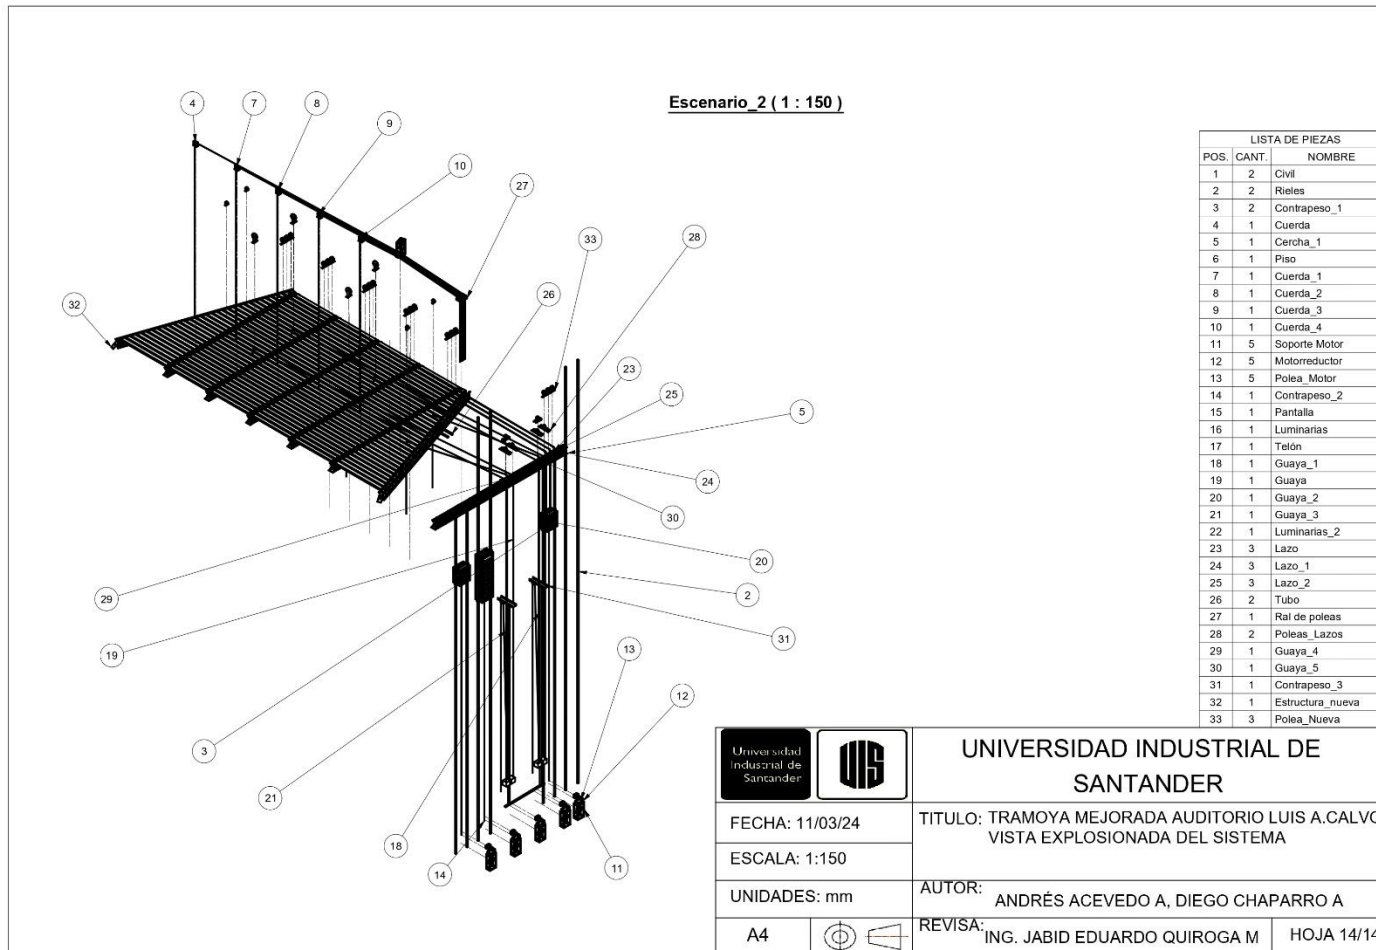 Escenario_2 ( 1 : 150 )
4
7
8
9
10
27
33
28
26
32
23
25
5
24
30
20
29
2
31
19
13
12
3
21
18
14
11
LISTA DE PIEZAS
POS. CANT. NOMBRE
1 2 Civil
2 2 Rieles
3 2 Contrapeso_1
4 1 Cuerda
5 1 Cercha_1
6 1 Piso
7 1 Cuerda_1
8 1 Cuerda_2
9 1 Cuerda_3
10 1 Cuerda_4
11 5 Soporte Motor
12 5 Motorreductor
13 5 Polea_Motor
14 1 Contrapeso_2
15 1 Pantalla
16 1 Luminarias
17 1 Telón
18 1 Guaya_1
19 1 Guaya
20 1 Guaya_2
21 1 Guaya_3
22 1 Luminarias_2
23 3 Lazo
24 3 Lazo_1
25 3 Lazo_2
26 2 Tubo
27 1 Ral de poleas
28 2 Poleas_Lazos
29 1 Guaya_4
30 1 Guaya_5
31 1 Contrapeso_3
32 1 Estructura_nueva
33 3 Polea_Nueva
Universidad
Industrial de
Santander
UIS
UNIVERSIDAD INDUSTRIAL DE
SANTANDER
FECHA: 11/03/24
TITULO: TRAMOYA MEJORADA AUDITORIO LUIS A.CALVO
VISTA EXPLOSIONADA DEL SISTEMA
ESCALA: 1:150
UNIDADES: mm
AUTOR: ANDRÉS ACEVEDO A, DIEGO CHAPARRO A
A4
REVISA: ING. JABID EDUARDO QUIROGA M
HOJA 14/14